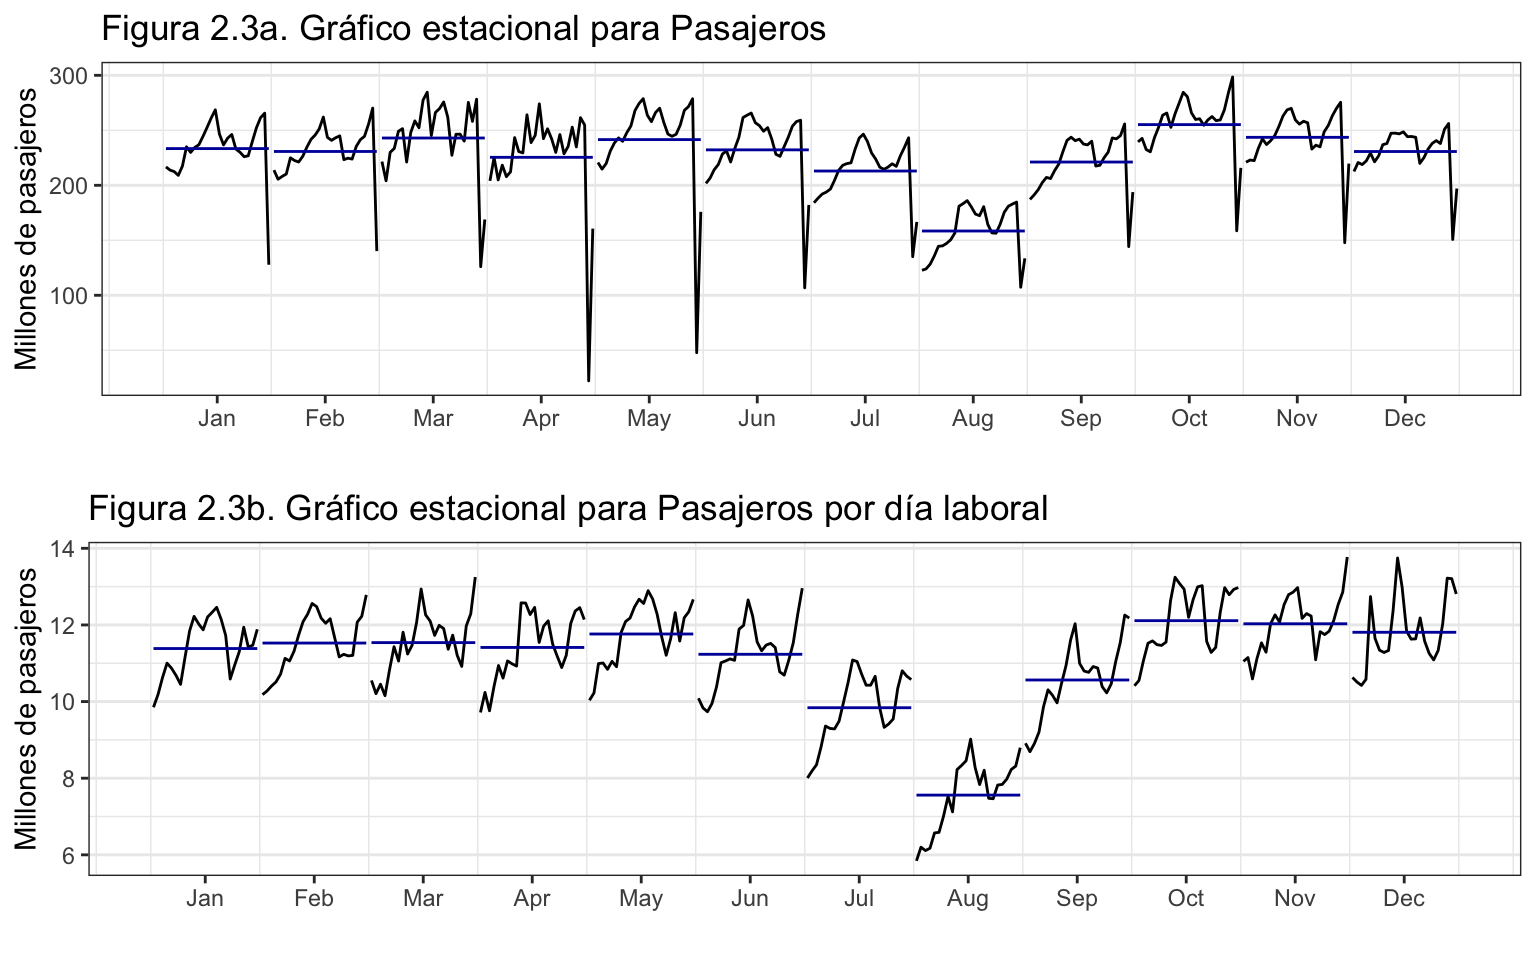 Figura 2.3a. Gráfico estacional para Pasajeros
Millones de pasajeros
300
200
100
Jan Feb Mar Apr May Jun Jul Aug Sep Oct Nov Dec
Figura 2.3b. Gráfico estacional para Pasajeros por día laboral
Millones de pasajeros
14
12
10
8
6
Jan Feb Mar Apr May Jun Jul Aug Sep Oct Nov Dec